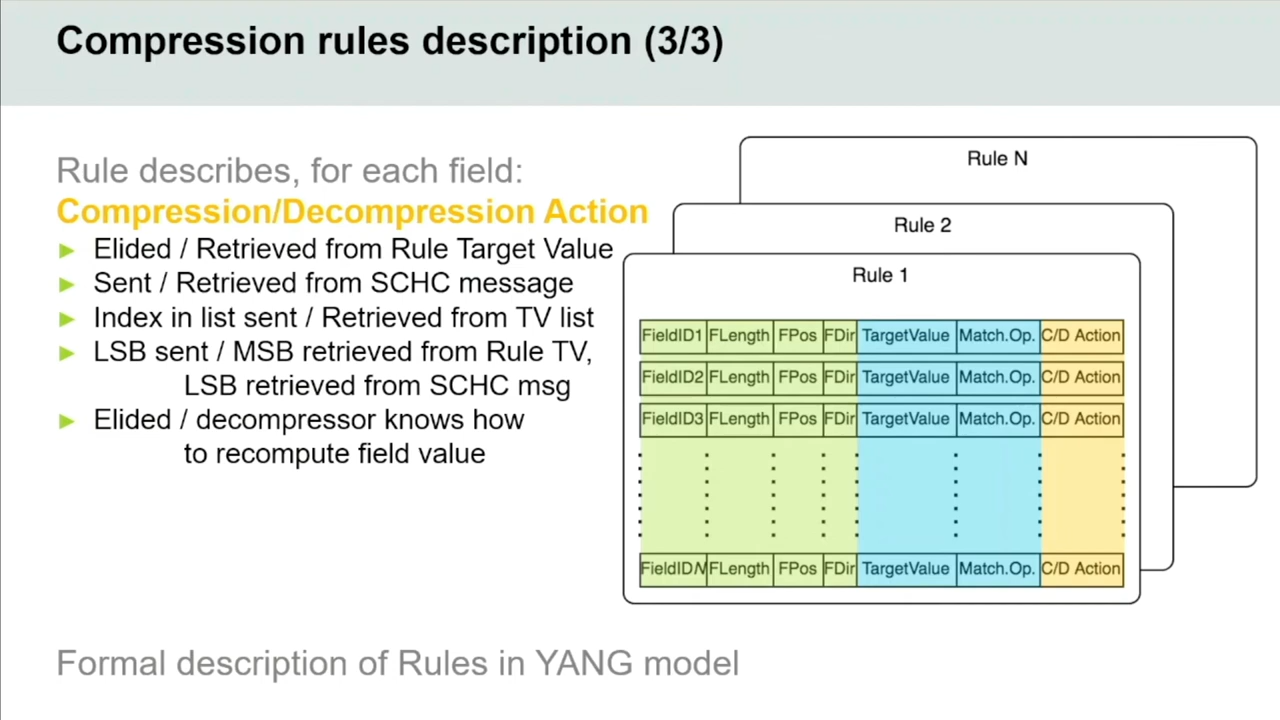 Compression rules description (3/3)
Rule describes, for each field:
Compression/Decompression Action
Elided / Retrieved from Rule Target Value
Sent / Retrieved from SCHC message
Index in list sent / Retrieved from TV list
LSB sent / MSB retrieved from Rule TV,
LSB retrieved from SCHC msg
Elided / decompressor knows how
to recompute field value
Rule N
Rule 2
Rule 1
FieldID1 FLength FPos FDir TargetValue Match.Op. C/D Action
FieldID2 FLength FPos FDir TargetValue Match.Op. C/D Action
FieldID3 FLength FPos FDir TargetValue Match.Op. C/D Action
FieldIDN FLength FPos FDir TargetValue Match.Op. C/D Action
Formal description of Rules in YANG model